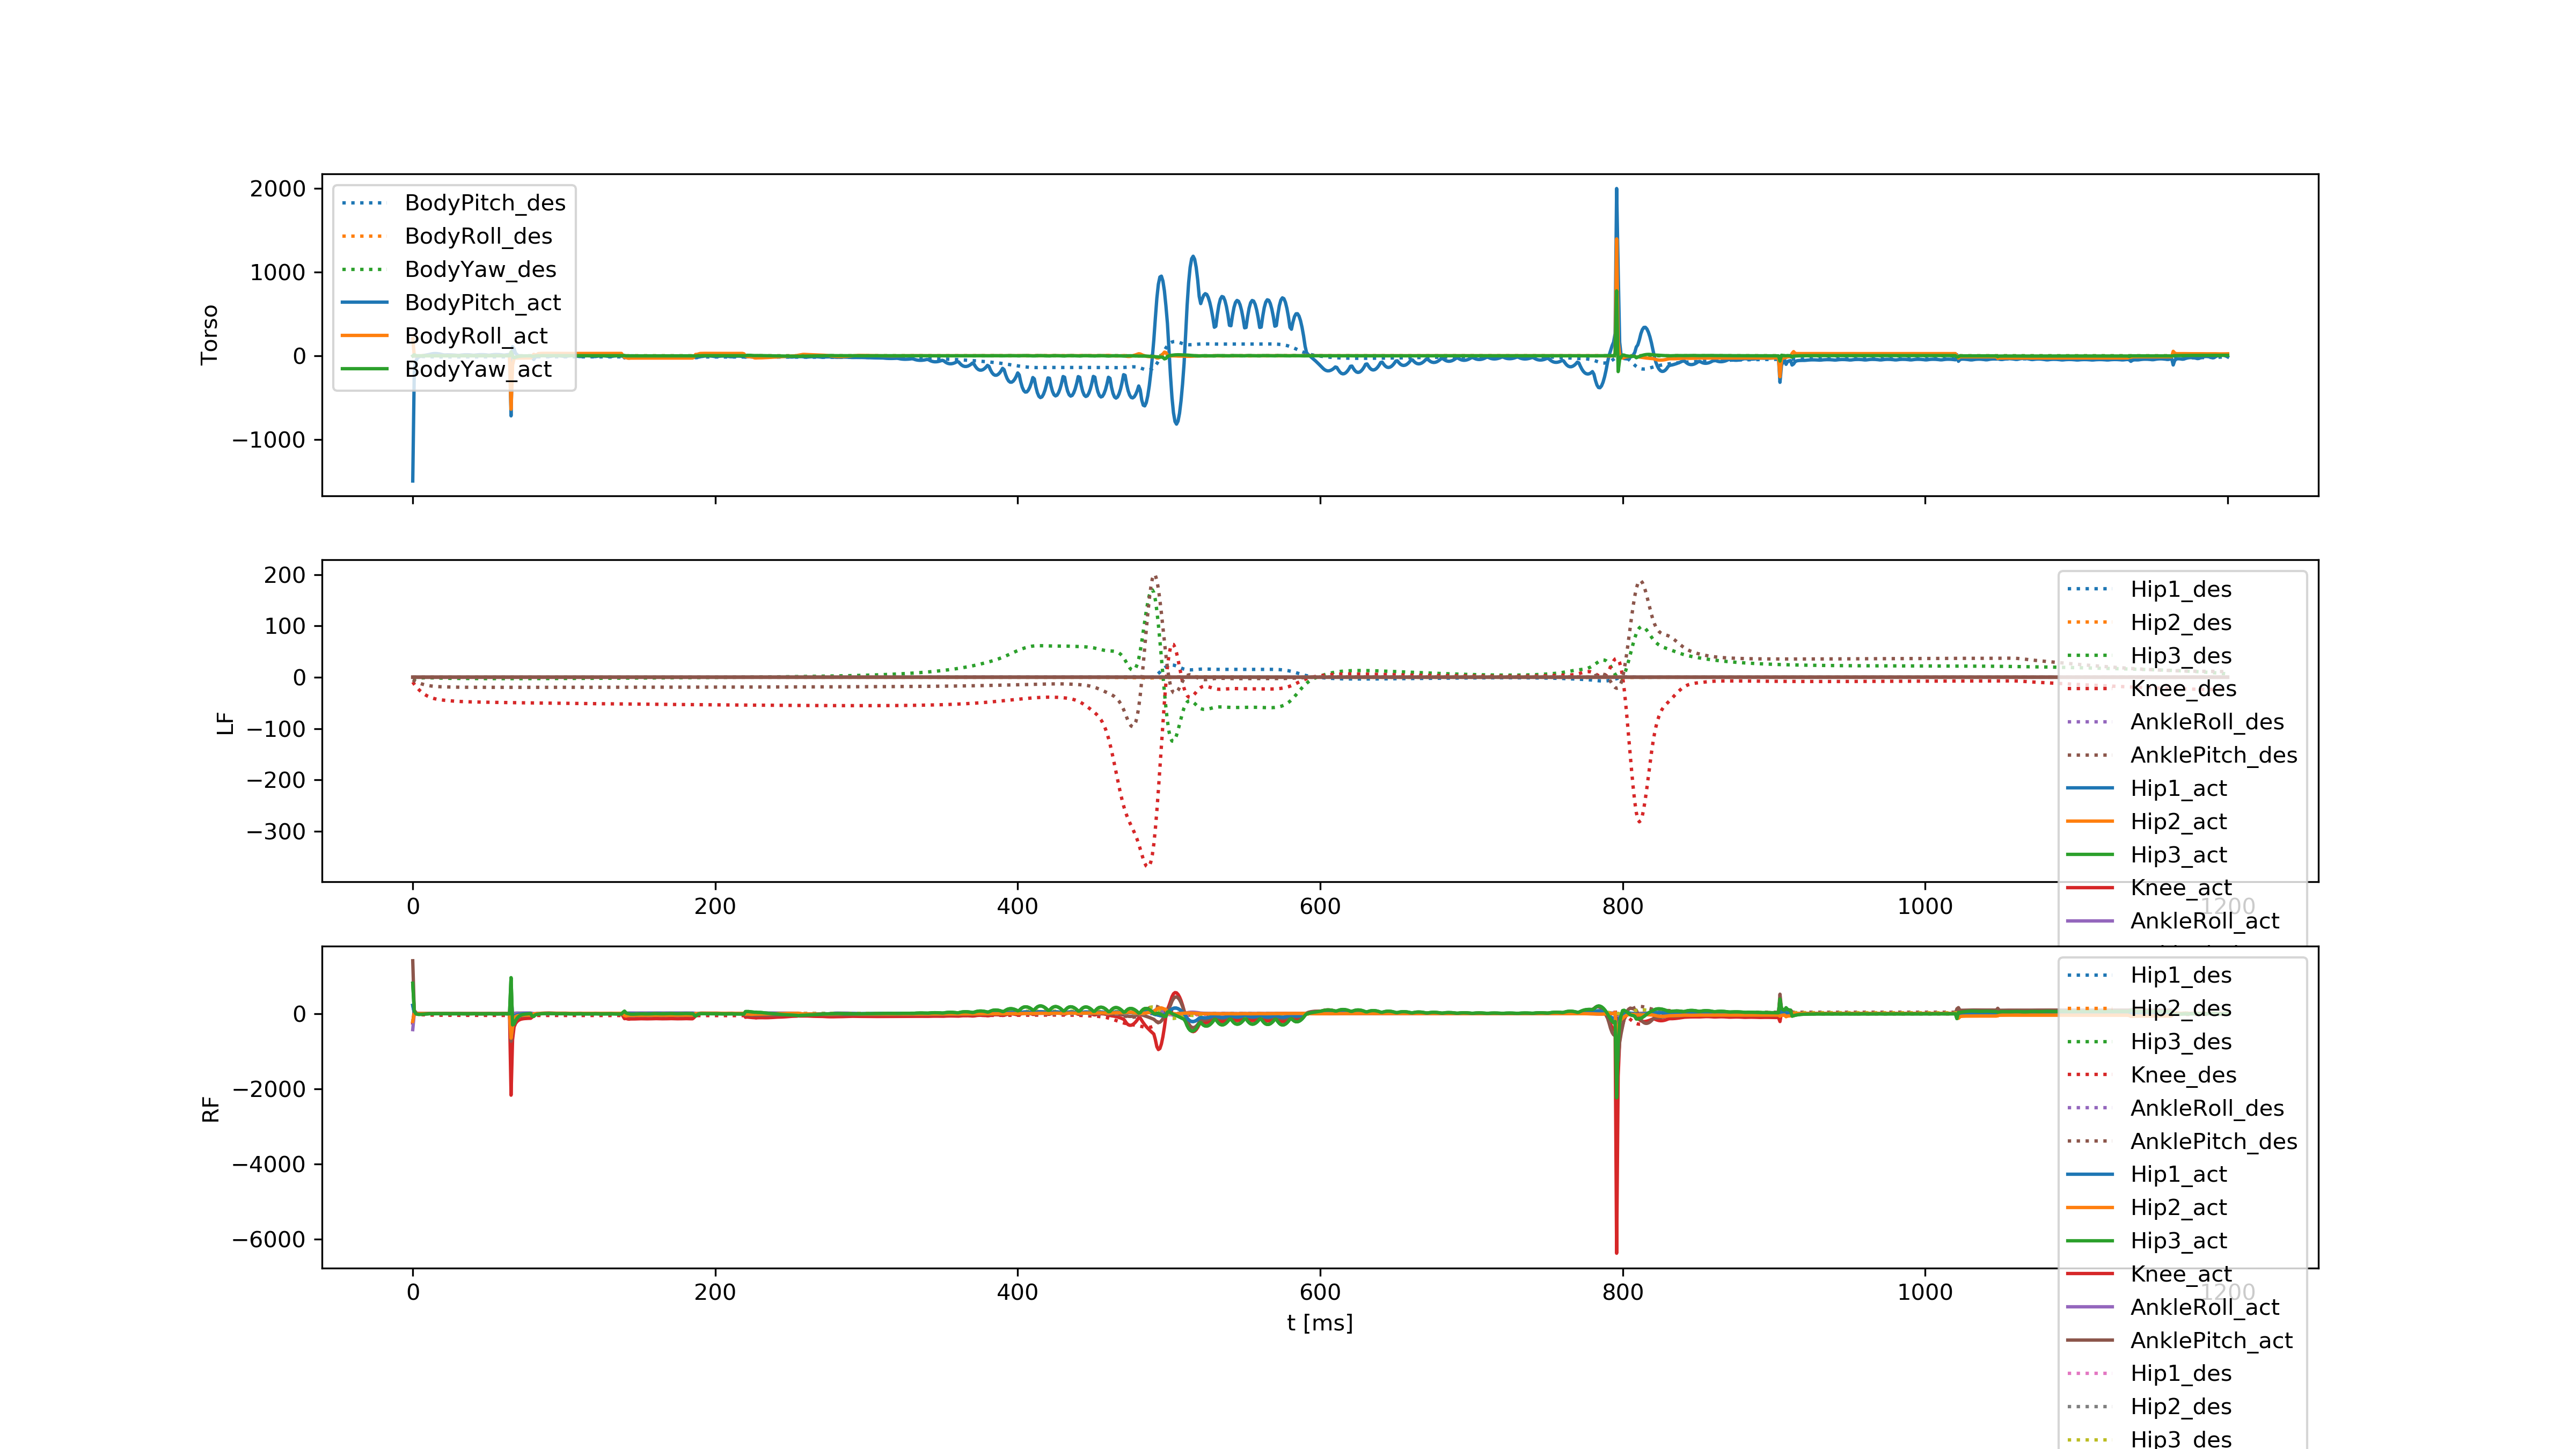 2000
1000
0
−1000
Torso
BodyPitch_des
BodyRoll_des
BodyYaw_des
BodyPitch_act
BodyRoll_act
BodyYaw_act
200
100
0
−100
−200
−300
LF
Hip1_des
Hip2_des
Hip3_des
Knee_des
AnkleRoll_des
AnklePitch_des
Hip1_act
Hip2_act
Hip3_act
Knee_act
AnkleRoll_act
0 200 400 600 800 1000 1200
0
−2000
−4000
−6000
RF
Hip1_des
Hip2_des
Hip3_des
Knee_des
AnkleRoll_des
AnklePitch_des
Hip1_act
Hip2_act
Hip3_act
Knee_act
AnkleRoll_act
AnklePitch_act
Hip1_des
Hip2_des
Hip3_des
0 200 400 600 800 1000 1200
t [ms]